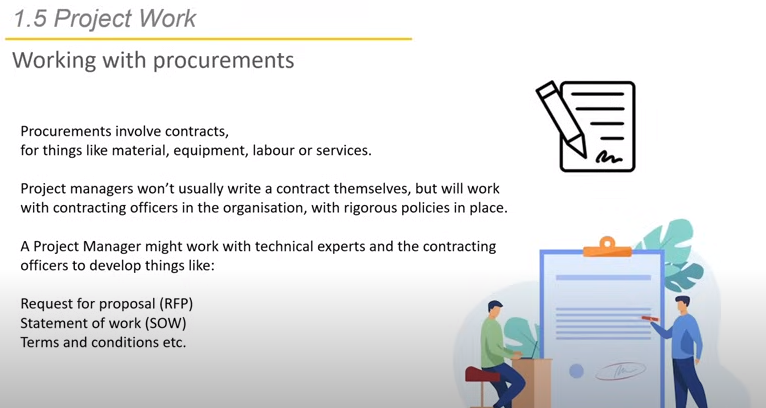 1.5 Project Work
Working with procurements
Procurements involve contracts,
for things like material, equipment, labour or services.
Project managers won't usually write a contract themselves, but will work
with contracting officers in the organisation, with rigorous policies in place.
A Project Manager might work with technical experts and the contracting
officers to develop things like:
Request for proposal (RFP)
Statement of work (SOW)
Terms and conditions etc.